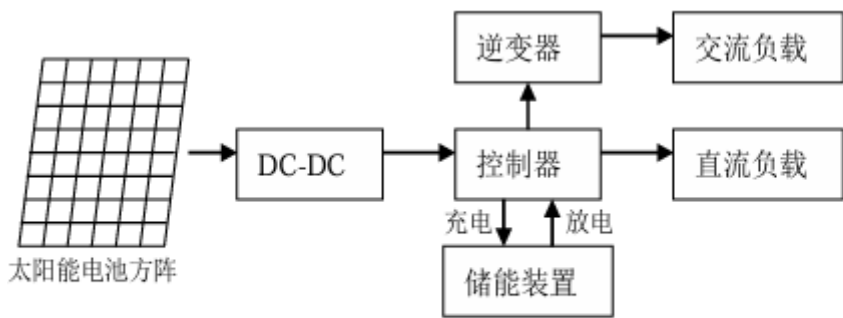 逆变器
交流负载
DC-DC
控制器
直流负载
充电
放电
太阳能电池方阵
储能装置